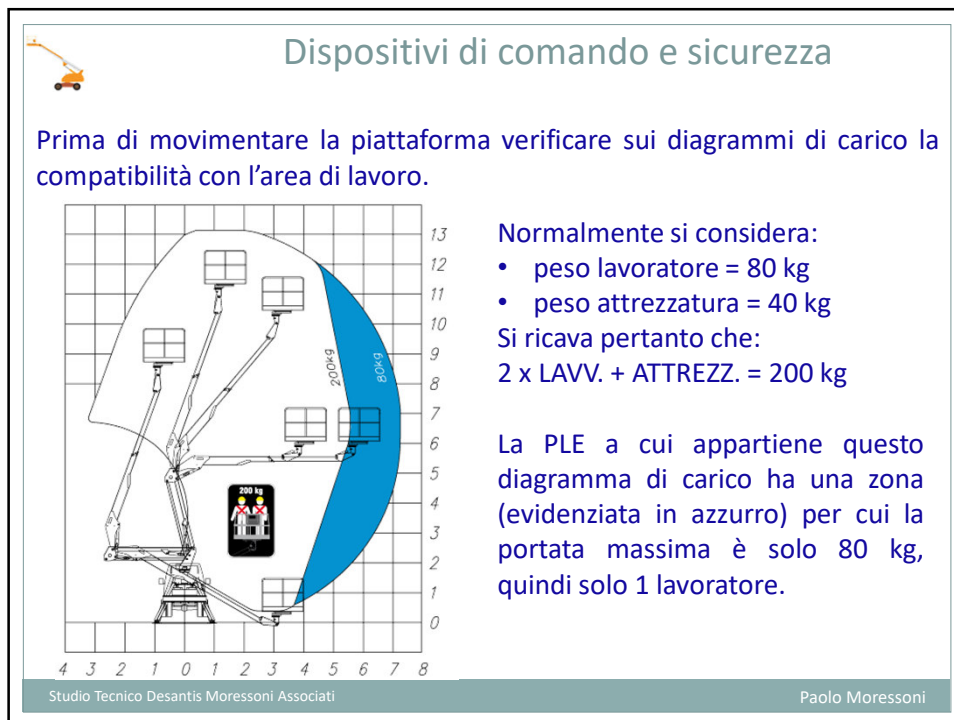 Dispositivi di comando e sicurezza
Prima di movimentare la piattaforma verificare sui diagrammi di carico la
compatibilità con l'area di lavoro.
13
12
11
10
9
8
7
6
5
4
3
2
1
0
200kg
80kg
200 kg
4 3 2 1 0 1 2 3 4 5 6 7 8
Normalmente si considera:
• peso lavoratore = 80 kg
• peso attrezzatura = 40 kg
Si ricava pertanto che:
2 x LAVV. + ATTREZZ. = 200 kg
La PLE a cui appartiene questo
diagramma di carico ha una zona
(evidenziata in azzurro) per cui la
portata massima è solo 80 kg,
quindi solo 1 lavoratore.
Studio Tecnico Desantis Moressoni Associati
Paolo Moressoni